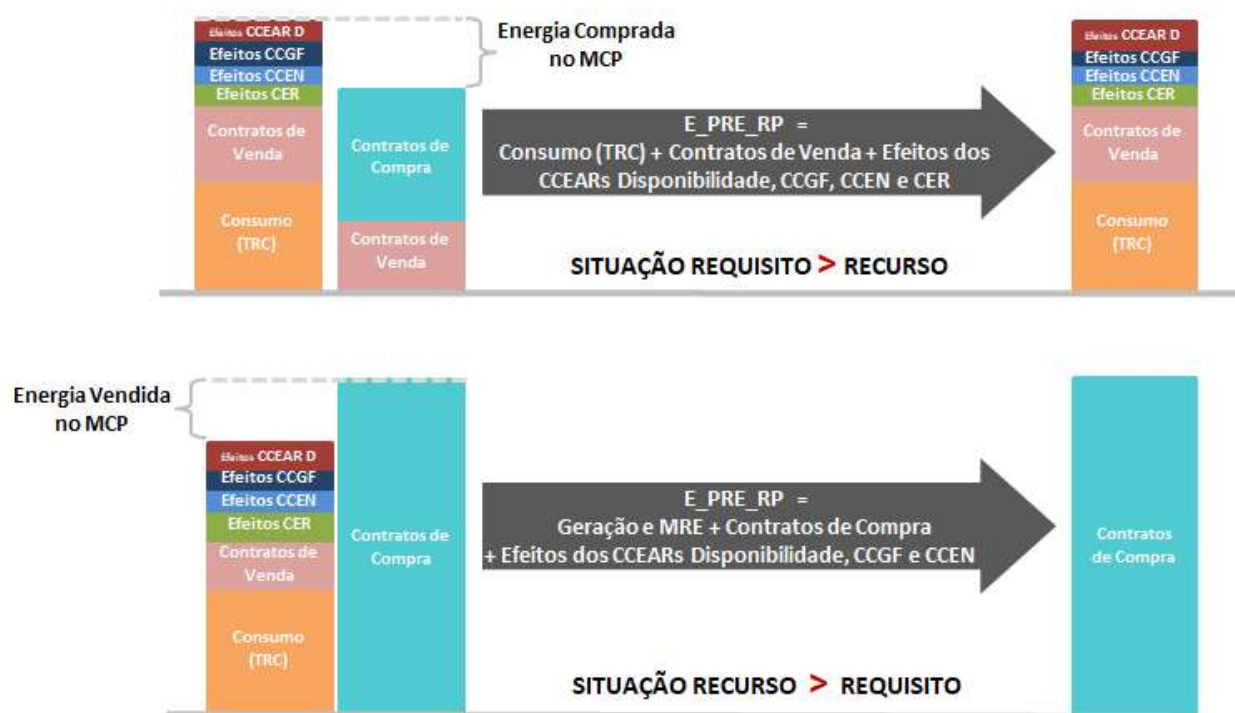 Efeitos CCEAR D
Efeitos CCGF
Efeitos CCEN
Efeitos CER
Contratos de
Venda
Consumo
(TRC)
Contratos de
Compra
Contratos de
Venda
Energia Comprada
no MCP
E_PRE_RP =
Consumo (TRC) + Contratos de Venda + Efeitos dos
CCEARs Disponibilidade, CCGF, CCEN e CER
SITUAÇÃO REQUISITO > RECURSO
Efeitos CCEAR D
Efeitos CCGF
Efeitos CCEN
Efeitos CER
Contratos de
Venda
Consumo
(TRC)
Energia Vendida
no MCP
Efeitos CCEAR D
Efeitos CCGF
Efeitos CCEN
Efeitos CER
Contratos de
Venda
Consumo
(TRC)
Contratos de
Compra
E_PRE_RP =
Geração e MRE + Contratos de Compra
+ Efeitos dos CCEARs Disponibilidade, CCGF e CCEN
SITUAÇÃO RECURSO > REQUISITO
Contratos
de Compra